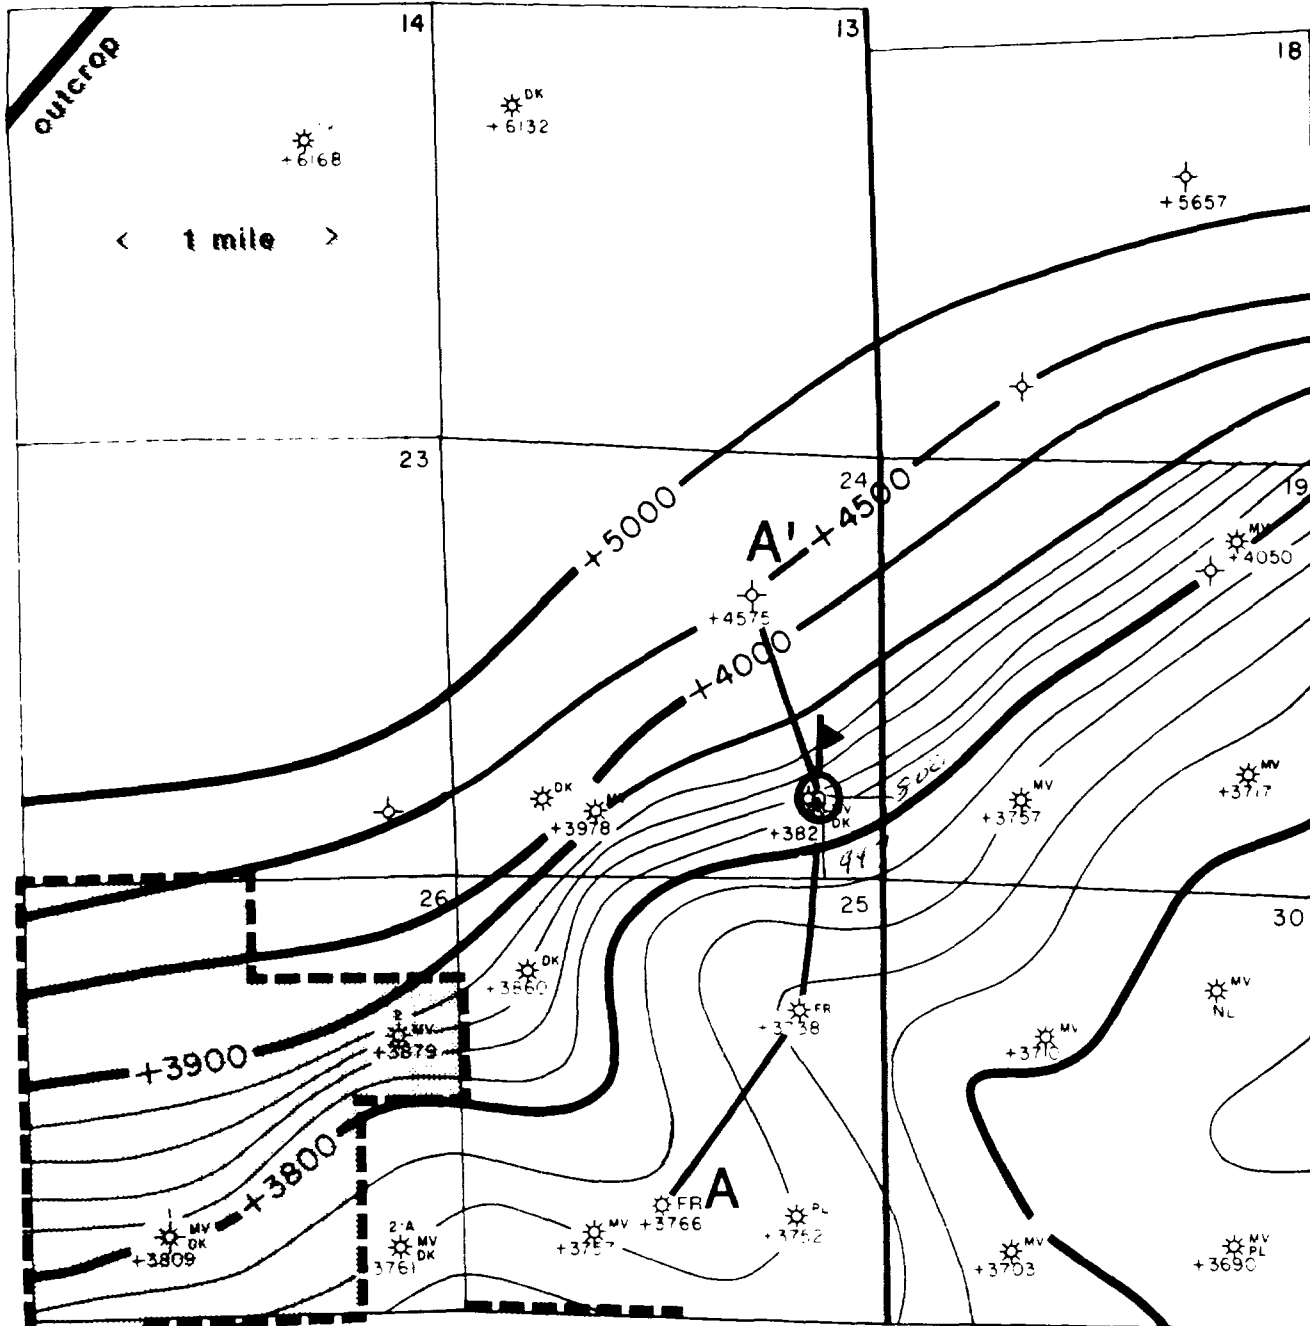 14
13
18
outcrop
DK
+6132
+6168
+5657
< 1 mile >
23
24
19
+5000
A'
+4500
MV
+4050
+4575
+4000
DK
+3978
MV
+3717
MV
+3757
800
DK
+382
26
25
30
DK
+3860
FR
MV
NL
2
MV
+3879
MV
+3900
+3800
A
FR
+3766
PL
+3752
1
MV
DK
+3809
2-A
MV
DK
3761
MV
MV
+3703
MV
PL
+3690